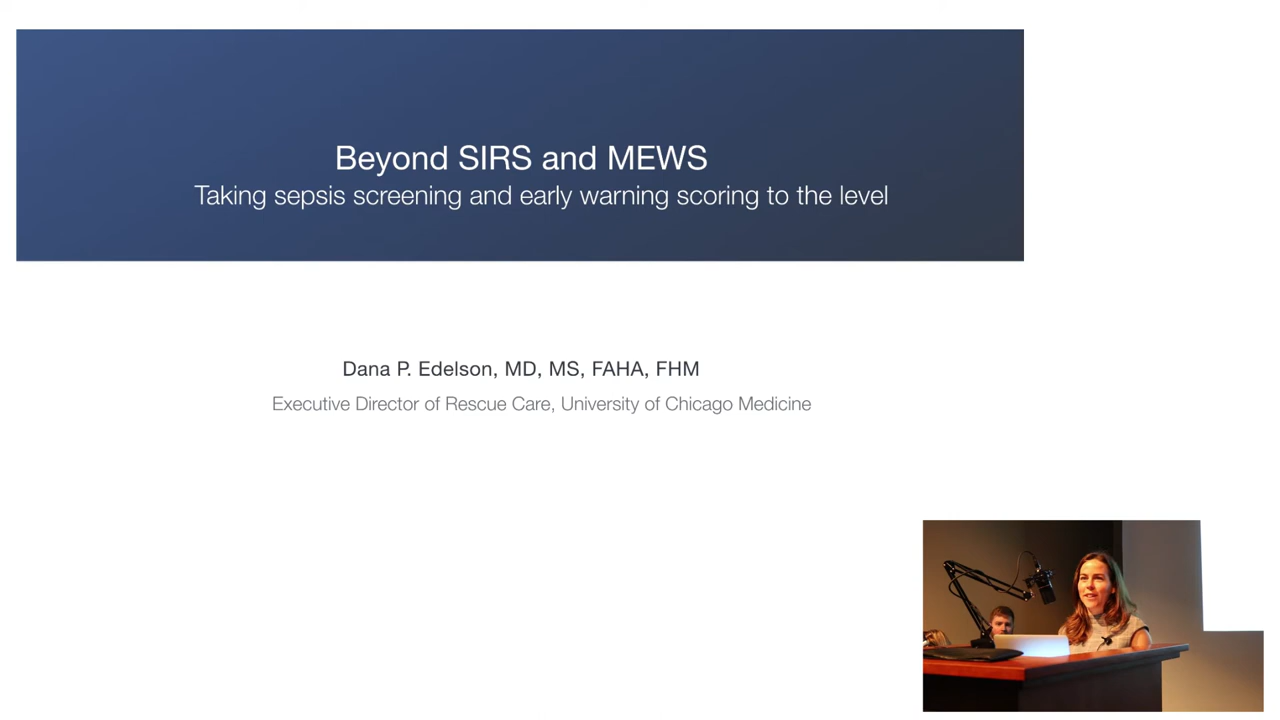 Beyond SIRS and MEWS
Taking sepsis screening and early warning scoring to the level
Dana P. Edelson, MD, MS, FAHA, FHM
Executive Director of Rescue Care, University of Chicago Medicine